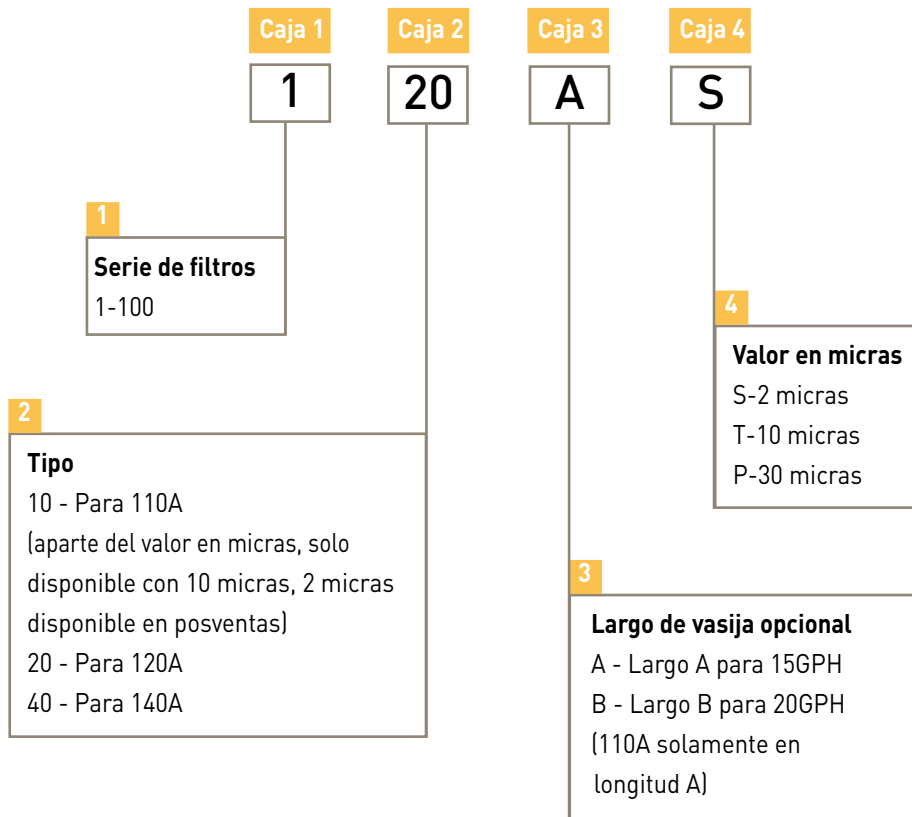 Caja 1
Caja 2
Caja 3
Caja 4
1
20
A
S
1
Serie de filtros
1-100
4
Valor en micras
S-2 micras
T-10 micras
P-30 micras
2
Tipo
10 - Para 110A
(aparte del valor en micras, solo
disponible con 10 micras, 2 micras
disponible en posventas)
20 - Para 120A
40 - Para 140A
3
Largo de vasija opcional
A - Largo A para 15GPH
B - Largo B para 20GPH
(110A solamente en
longitud A)